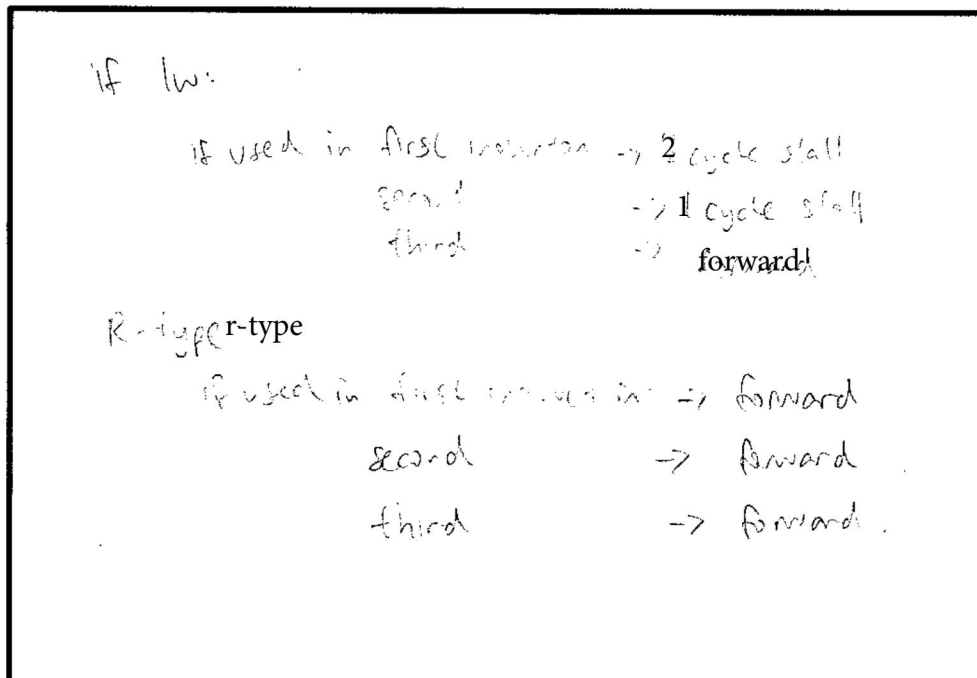 if lw:
if used in first instruction -> 2 cycle stall
second -> 1 cycle stall
third -> forward
R-type r-type
if used in first instruction -> forward
second -> forward
third -> forward.